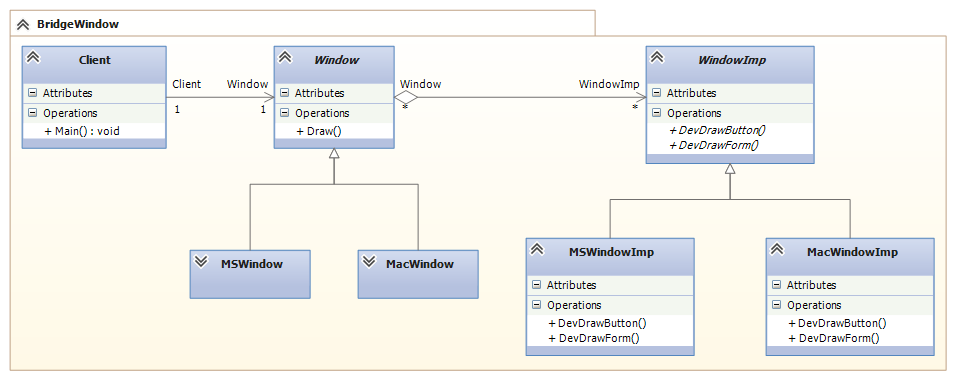 BridgeWindow
Client
Attributes
Operations
+ Main() : void
Client
1
Window
1
Window
Attributes
Operations
+ Draw()
Window
*
WindowImp
*
WindowImp
Attributes
Operations
+ DevDrawButton()
+ DevDrawForm()
MSWindow
MacWindow
MSWindowImp
Attributes
Operations
+ DevDrawButton()
+ DevDrawForm()
MacWindowImp
Attributes
Operations
+ DevDrawButton()
+ DevDrawForm()